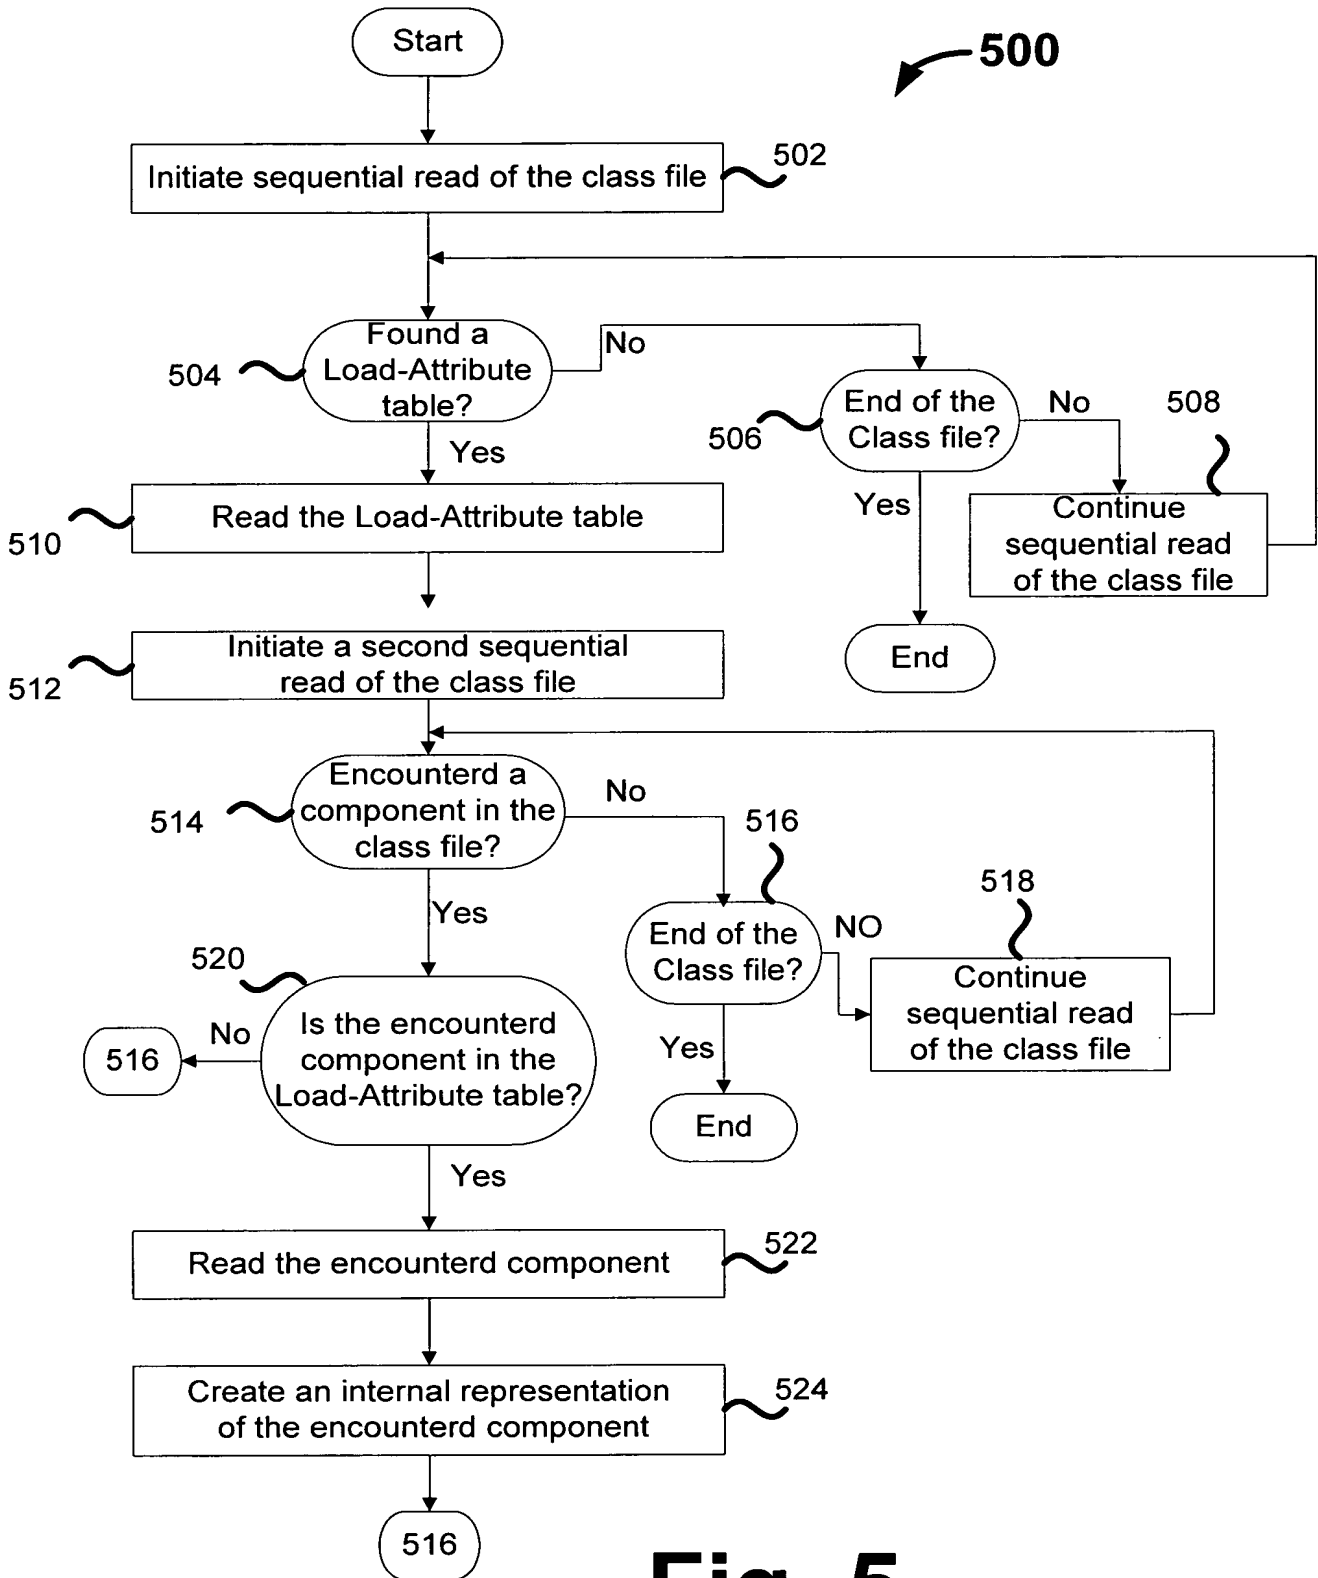 Start
500
Initiate sequential read of the class file
502
Found a
Load-Attribute
table?
504
No
End of the
Class file?
506
No
508
Yes
Yes
Continue
sequential read
of the class file
Read the Load-Attribute table
510
End
Initiate a second sequential
read of the class file
512
Encounterd a
component in the
class file?
514
No
516
End of the
Class file?
NO
518
Continue
sequential read
of the class file
Yes
Yes
End
520
Is the encounterd
component in the
Load-Attribute table?
No
516
Yes
Read the encounterd component
522
Create an internal representation
of the encounterd component
524
516
Fig. 5